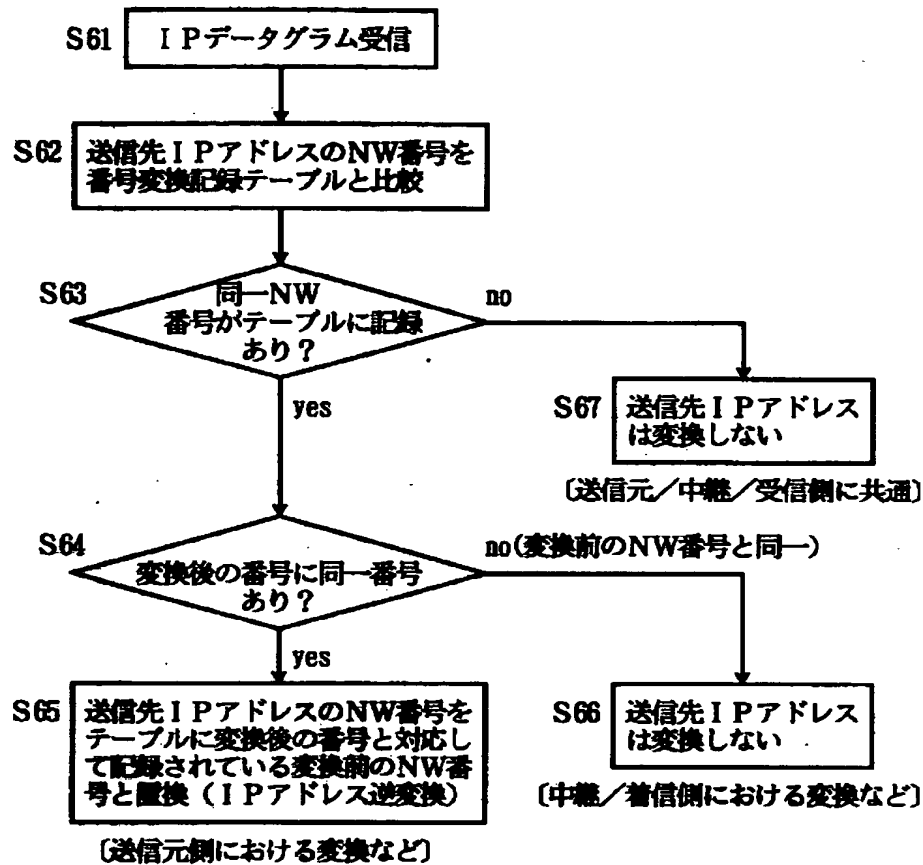 S61 IPデータグラム受信
S62 送信先IPアドレスのNW番号を
番号変換記録テーブルと比較
S63 同一NW
番号がテーブルに記録
あり?
no
yes
S67 送信先IPアドレス
は変換しない
〔送信元/中継/受信側に共通〕
S64 変換後の番号に同一番号
あり?
no(変換前のNW番号と同一)
yes
S65 送信先IPアドレスのNW番号を
テーブルに変換後の番号と対応し
て記録されている変換前のNW番
号と置換(IPアドレス逆変換)
〔送信元側における変換など〕
S66 送信先IPアドレス
は変換しない
〔中継/着信側における変換など〕